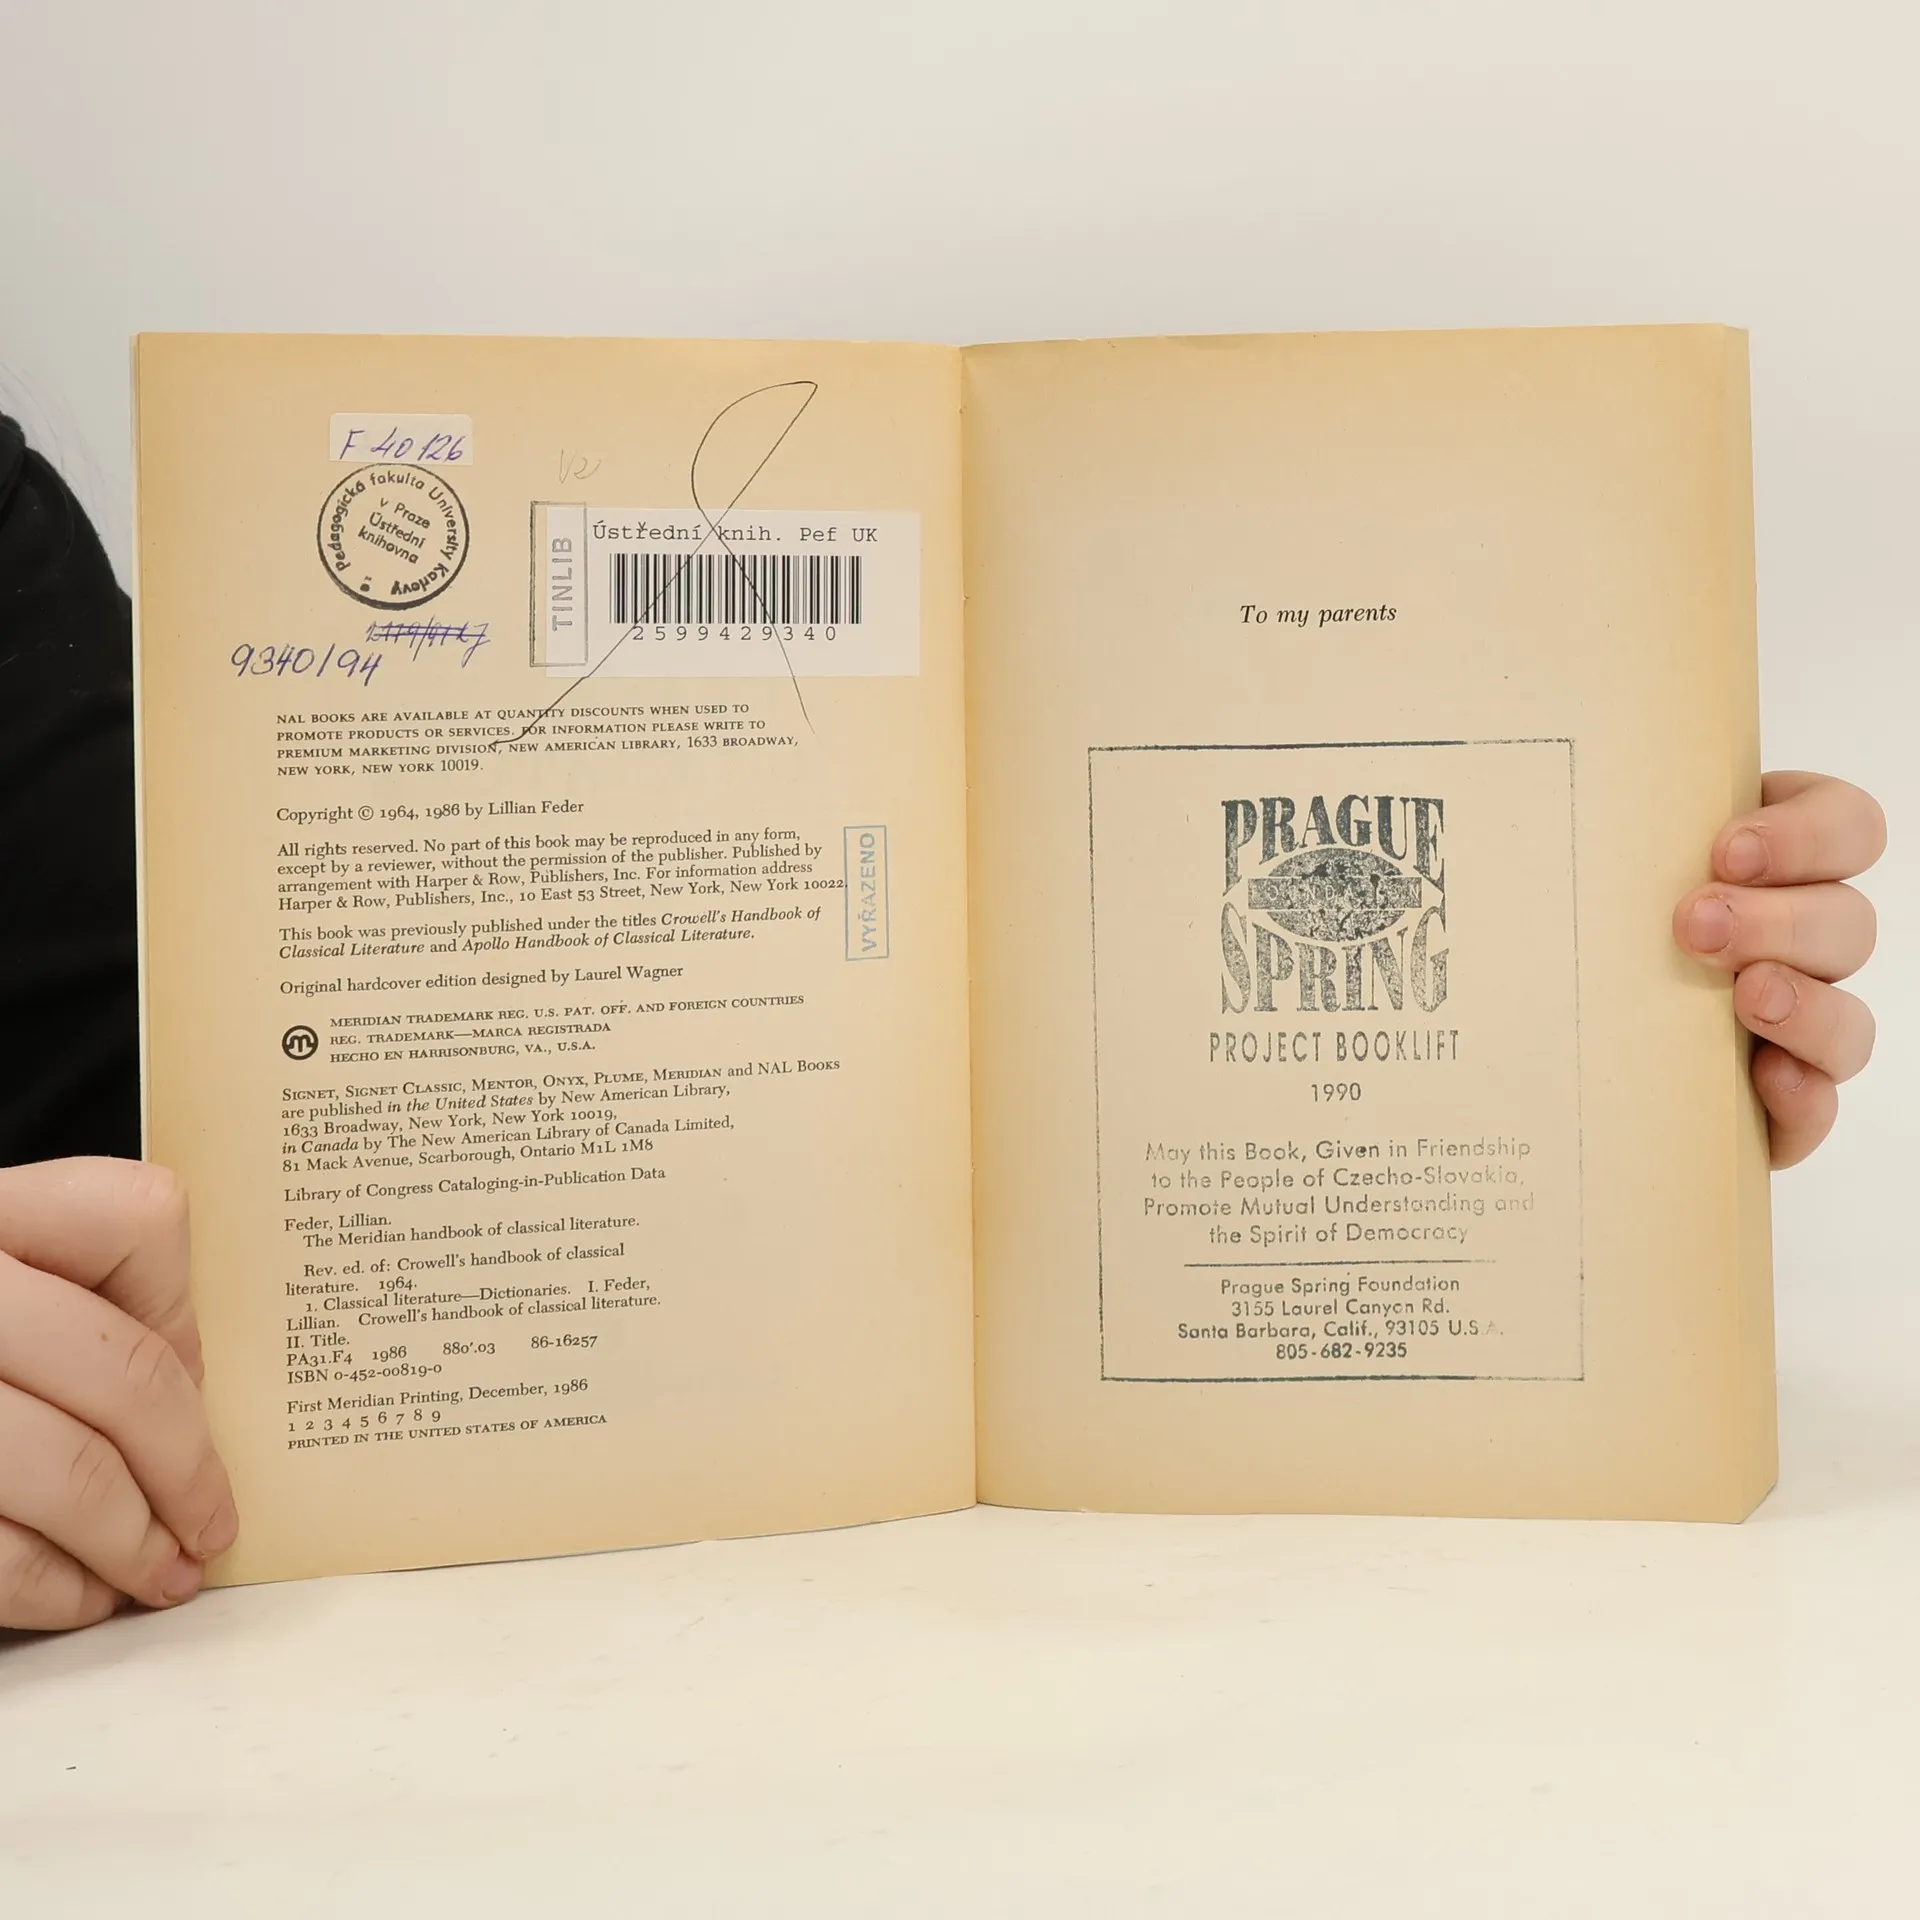 F 40126
Pedagogická fakulta University Karlovy
v Praze
Ústřední
knihovna
9340/94
V2
TINLIB
Ústřední knih. Pef UK
2599429340
NAL BOOKS ARE AVAILABLE AT QUANTITY DISCOUNTS WHEN USED TO
PROMOTE PRODUCTS OR SERVICES. FOR INFORMATION PLEASE WRITE TO
PREMIUM MARKETING DIVISION, NEW AMERICAN LIBRARY, 1633 BROADWAY,
NEW YORK, NEW YORK 10019.
Copyright © 1964, 1986 by Lillian Feder
All rights reserved. No part of this book may be reproduced in any form,
except by a reviewer, without the permission of the publisher. Published by
arrangement with Harper & Row, Publishers, Inc. For information address
Harper & Row, Publishers, Inc., 10 East 53 Street, New York, New York 10022.
VYŘAZENO
This book was previously published under the titles Crowell's Handbook of
Classical Literature and Apollo Handbook of Classical Literature.
Original hardcover edition designed by Laurel Wagner
MERIDIAN TRADEMARK REG. U.S. PAT. OFF. AND FOREIGN COUNTRIES
REG. TRADEMARK—MARCA REGISTRADA
HECHO EN HARRISONBURG, VA., U.S.A.
SIGNET, SIGNET CLASSIC, MENTOR, ONYX, PLUME, MERIDIAN and NAL BOOKS
are published in the United States by New American Library,
1633 Broadway, New York, New York 10019,
in Canada by The New American Library of Canada Limited,
81 Mack Avenue, Scarborough, Ontario M1L 1M8
Library of Congress Cataloging-in-Publication Data
Feder, Lillian.
The Meridian handbook of classical literature.
Rev. ed. of: Crowell's handbook of classical
literature. 1964.
1. Classical literature—Dictionaries. I. Feder,
Lillian. Crowell's handbook of classical literature.
II. Title.
PA31.F4 1986 880'.03 86-16257
ISBN 0-452-00819-0
First Meridian Printing, December, 1986
1 2 3 4 5 6 7 8 9
PRINTED IN THE UNITED STATES OF AMERICA
To my parents
PRAGUE
SPRING
PROJECT BOOKLIFT
1990
May this Book, Given in Friendship
to the People of Czecho-Slovakia,
Promote Mutual Understanding and
the Spirit of Democracy
Prague Spring Foundation
3155 Laurel Canyon Rd.
Santa Barbara, Calif., 93105 U.S.A.
805-682-9235